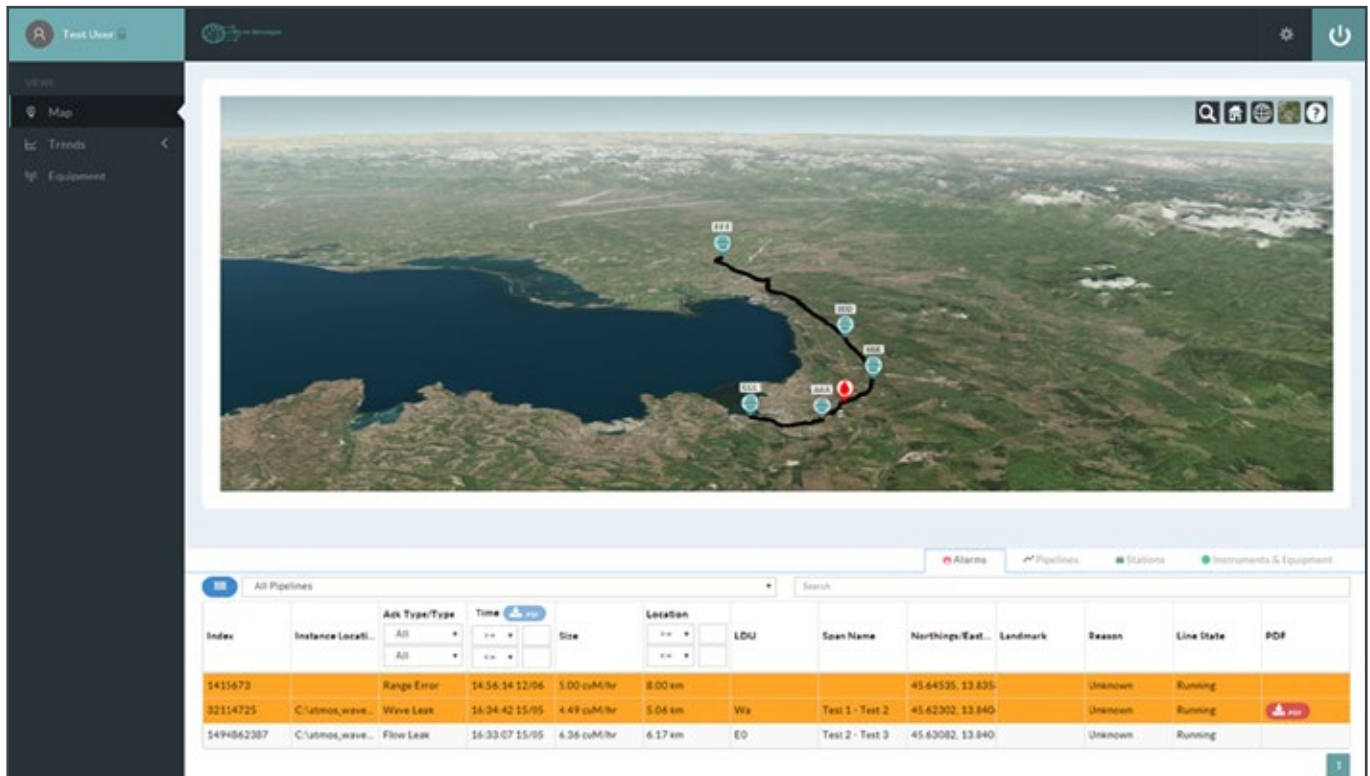 Test User
VIEWS
Map
Trends
Equipment
?
Alarms Pipelines Stations Instruments & Equipment
All Pipelines Search
Index Instance Locati... Ack Type/Type Time PDF Size Location LDU Span Name Northings/East... Landmark Reason Line State PDF
All >= >=
All <= <=
1415673 Range Error 14:56:14 12/06 5.00 cuM/hr 8.00 km 45.64535, 13.835 Unknown Running
32114725 C:\atmos_wave... Wave Leak 16:34:42 15/05 4.49 cuM/hr 5.06 km Wa Test 1 - Test 2 45.62302, 13.840 Unknown Running PDF
1494862387 C:\atmos_wave... Flow Leak 16:33:07 15/05 6.36 cuM/hr 6.17 km E0 Test 2 - Test 3 45.63082, 13.840 Unknown Running
1